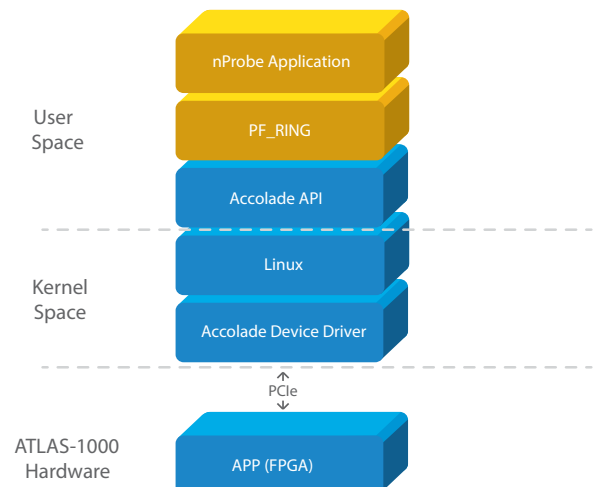 nProbe Application
User
Space
PF_RING
Accolade API
Linux
Kernel
Space
Accolade Device Driver
PCIe
ATLAS-1000
Hardware
APP (FPGA)